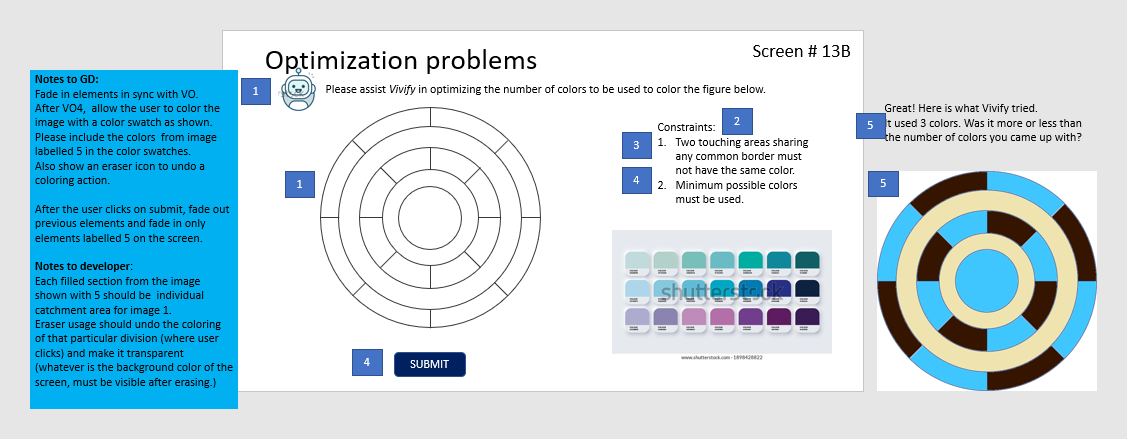 Optimization problems
Screen # 13B
Notes to GD:
Fade in elements in sync with VO.
After VO4, allow the user to color the
image with a color swatch as shown.
Please include the colors from image
labelled 5 in the color swatches.
Also show an eraser icon to undo a
coloring action.
After the user clicks on submit, fade out
previous elements and fade in only
elements labelled 5 on the screen.
Notes to developer:
Each filled section from the image
shown with 5 should be individual
catchment area for image 1.
Eraser usage should undo the coloring
of that particular division (where user
clicks) and make it transparent
(whatever is the background color of the
screen, must be visible after erasing.)
1
Please assist Vivify in optimizing the number of colors to be used to color the figure below.
1
2
Constraints:
3
1. Two touching areas sharing
any common border must
not have the same color.
4
2. Minimum possible colors
must be used.
shutterstock
www.shutterstock.com · 1898428822
4
SUBMIT
5
Great! Here is what Vivify tried.
It used 3 colors. Was it more or less than
the number of colors you came up with?
5